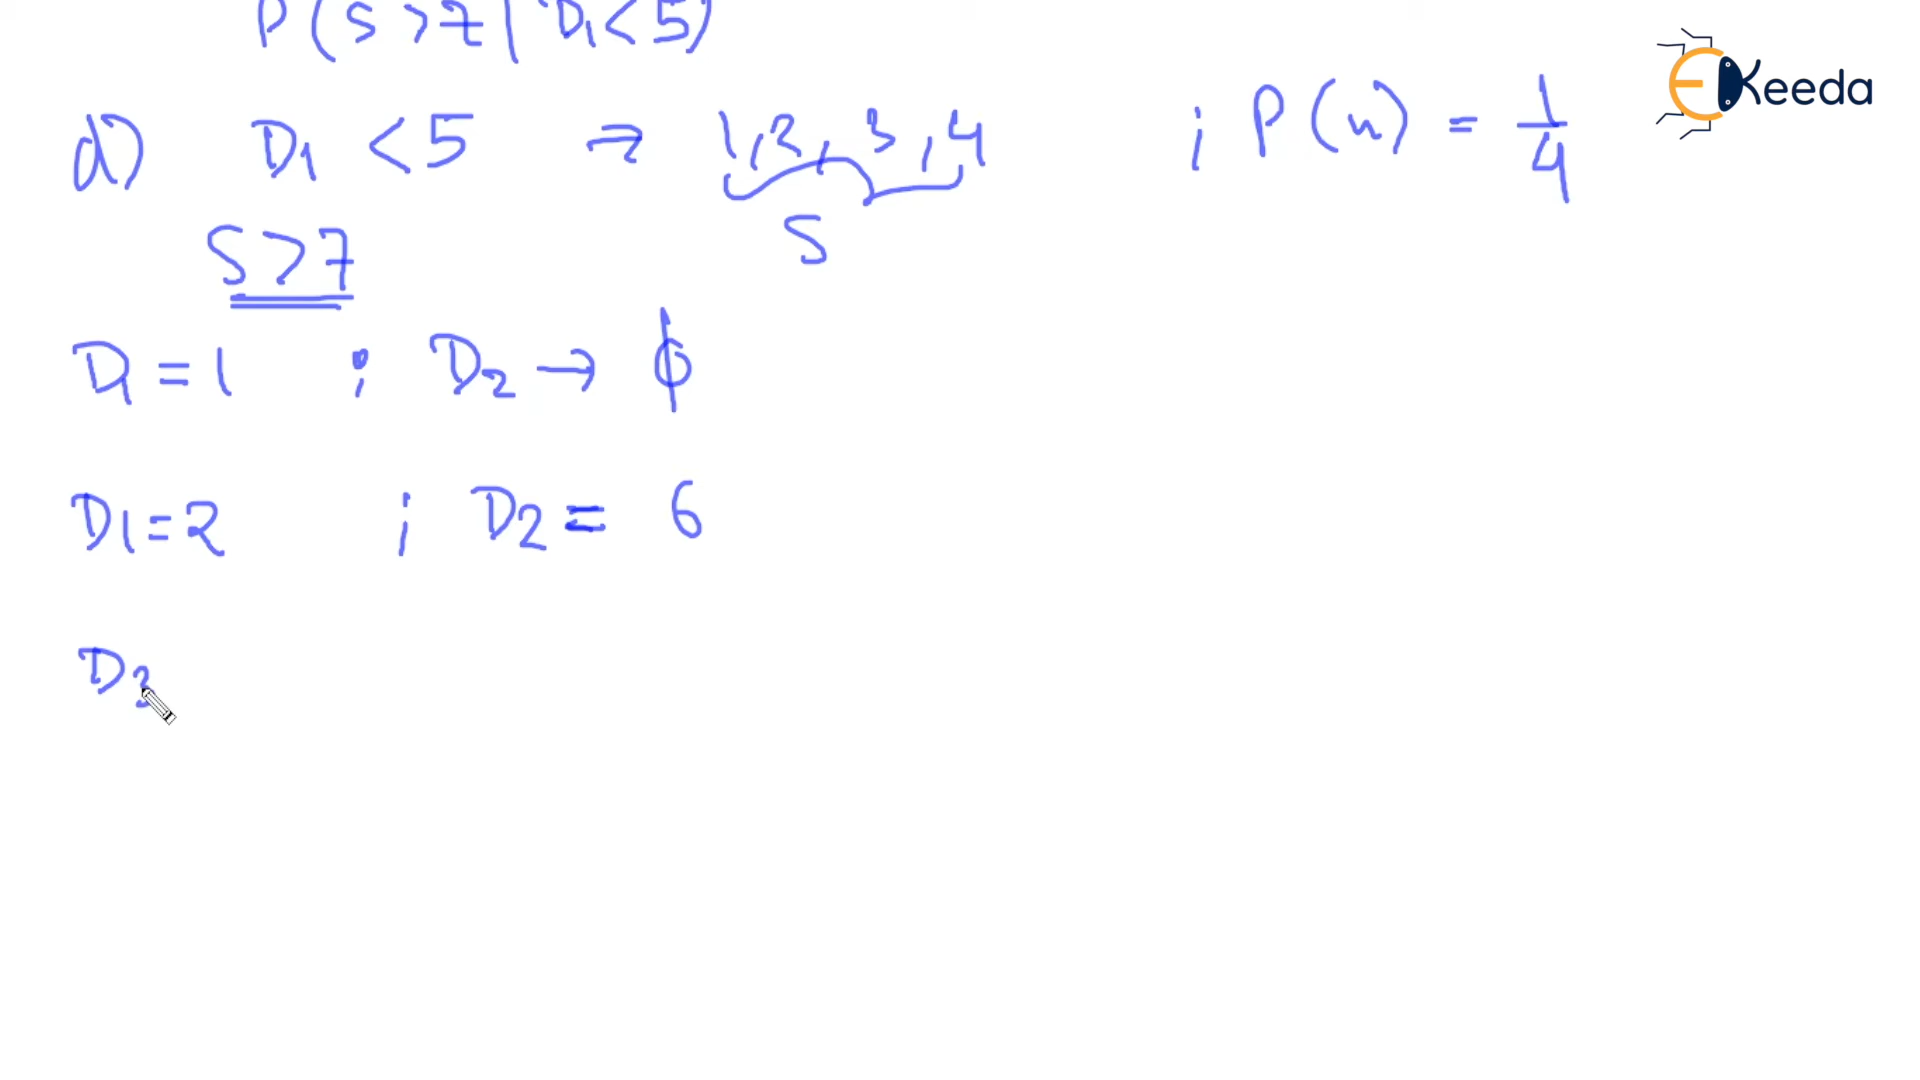 P(S>7|D1<5)
EKeeda
d) D1 <5 ⇒ 1,2,3,4 ; P(n) = 1/4
S
S>7
D1=1 ; D2 → ϕ
D1=2 ; D2 = 6
D3